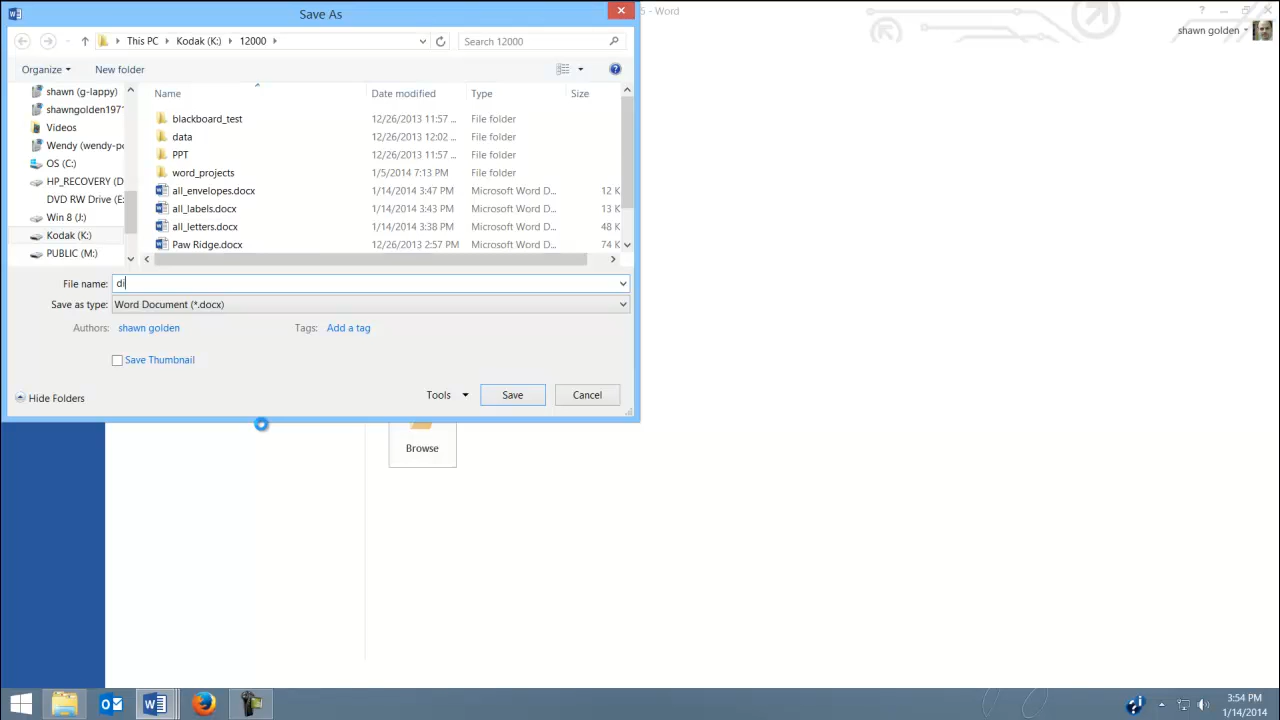 Save As
5 - Word
shawn golden
This PC Kodak (K:) 12000
Search 12000
Organize
New folder
Name Date modified Type Size
shawn (g-lappy)
shawngolden197
Videos
Wendy (wendy-p
OS (C:)
HP_RECOVERY (D
DVD RW Drive (E:
Win 8 (J:)
Kodak (K:)
PUBLIC (M:)
blackboard_test 12/26/2013 11:57 ... File folder
data 12/26/2013 12:02 ... File folder
PPT 12/26/2013 11:57 ... File folder
word_projects 1/5/2014 7:13 PM File folder
all_envelopes.docx 1/14/2014 3:47 PM Microsoft Word D... 12 K
all_labels.docx 1/14/2014 3:43 PM Microsoft Word D... 13 K
all_letters.docx 1/14/2014 3:38 PM Microsoft Word D... 48 K
Paw Ridge.docx 12/26/2013 2:57 PM Microsoft Word D... 74 K
File name: di
Save as type: Word Document (*.docx)
Authors: shawn golden Tags: Add a tag
Save Thumbnail
Hide Folders
Tools Save Cancel
Browse
3:54 PM
1/14/2014